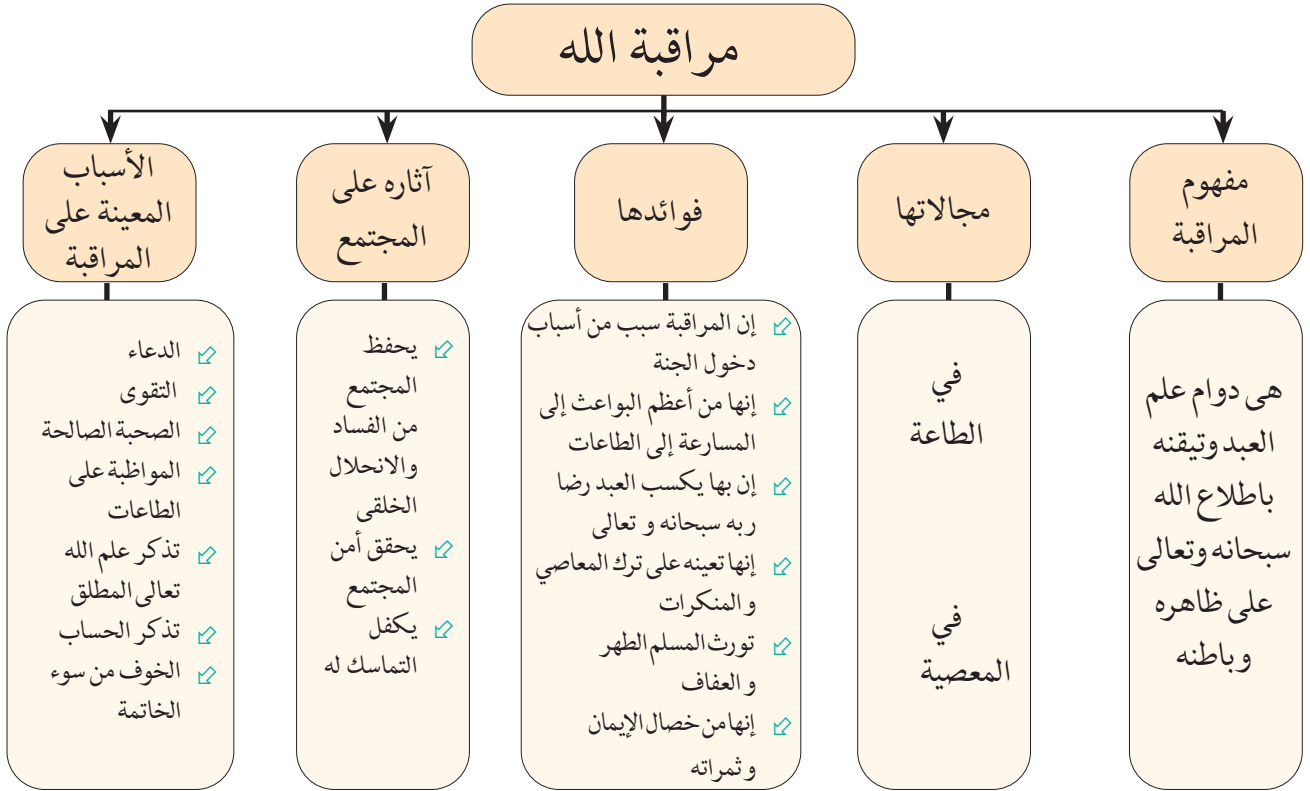 مراقبة الله
مفهوم
المراقبة
هى دوام علم
العبد وتيقنه
باطلاع الله
سبحانه وتعالى
على ظاهره
وباطنه
مجالاتها
في
الطاعة
في
المعصية
فوائدها
إن المراقبة سبب من أسباب
دخول الجنة
إنها من أعظم البواعث إلى
المسارعة إلى الطاعات
إن بها يكسب العبد رضا
ربه سبحانه و تعالى
إنها تعينه على ترك المعاصي
والمنكرات
تورث المسلم الطهر
والعفاف
إنها من خصال الإيمان
وثمراته
آثاره على
المجتمع
يحفظ
المجتمع
من الفساد
والانحلال
الخلقى
يحقق أمن
المجتمع
يكفل
التماسك له
الأسباب
المعينة على
المراقبة
الدعاء
التقوى
الصحبة الصالحة
المواظبة على
الطاعات
تذكر علم الله
تعالى المطلق
تذكر الحساب
الخوف من سوء
الخاتمة